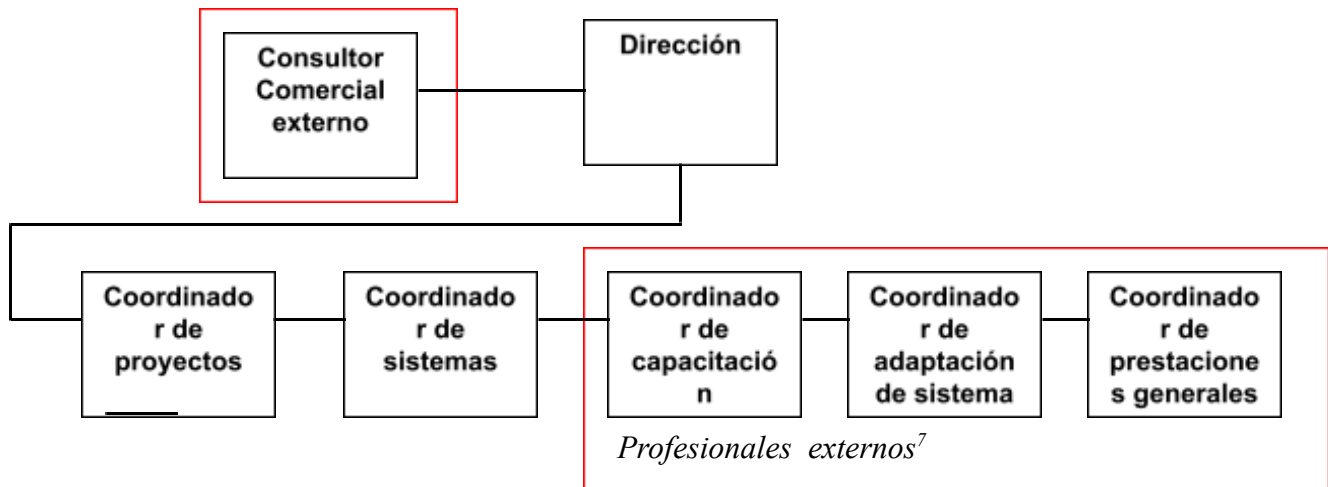 Consultor
Comercial
externo
Dirección
Coordinado
r de
proyectos
Coordinado
r de
sistemas
Coordinado
r de
capacitació
n
Coordinado
r de
adaptación
de sistema
Coordinado
r de
prestacione
s generales
Profesionales externos⁷